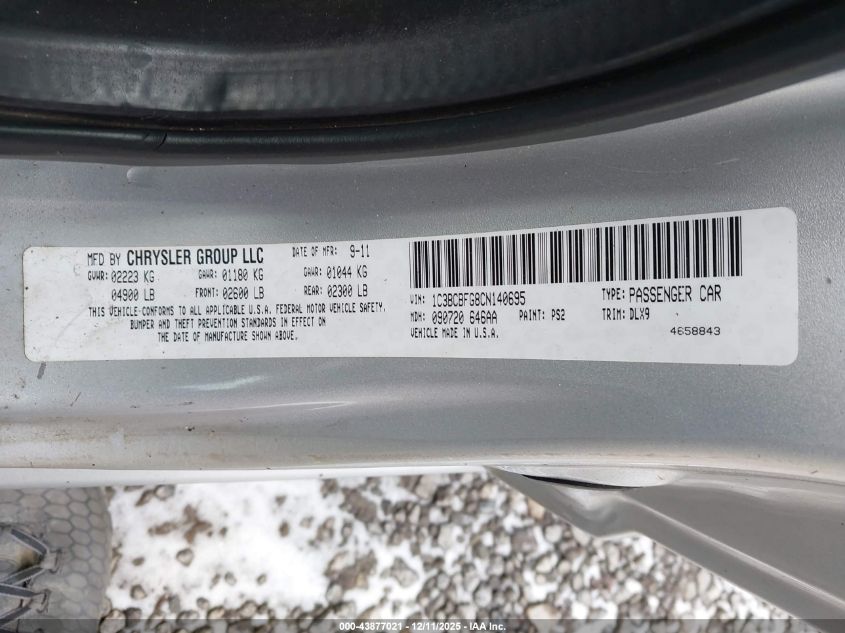 MFD BY CHRYSLER GROUP LLC DATE OF MFR: 9-11
GVWR: 02223 KG GAWR: 01180 KG GAWR: 01044 KG
04900 LB FRONT: 02600 LB REAR: 02300 LB
THIS VEHICLE CONFORMS TO ALL APPLICABLE U.S.A. FEDERAL MOTOR VEHICLE SAFETY,
BUMPER AND THEFT PREVENTION STANDARDS IN EFFECT ON
THE DATE OF MANUFACTURE SHOWN ABOVE.
VIN: 1C3BCBFG8CN140695 TYPE: PASSENGER CAR
MDH: 090720 646AA PAINT: PS2 TRIM: DLX9
VEHICLE MADE IN U.S.A. 4658843
000-43877021 - 12/11/2025 - IAA Inc.